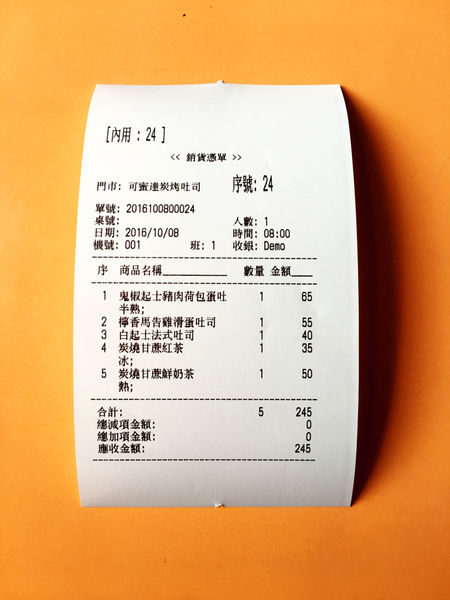 [內用 : 24 ]
<< 銷貨憑單 >>
門市: 可蜜達炭烤吐司 序號: 24
單號: 2016100800024
桌號: 人數: 1
日期: 2016/10/08 時間: 08:00
機號: 001 班: 1 收銀: Demo
序 商品名稱 數量 金額
1 鬼椒起士豬肉荷包蛋吐 1 65
半熟;
2 檸香馬告雞滑蛋吐司 1 55
3 白起士法式吐司 1 40
4 炭燒甘蔗紅茶 1 35
冰;
5 炭燒甘蔗鮮奶茶 1 50
熱;
合計: 5 245
總減項金額: 0
總加項金額: 0
應收金額: 245